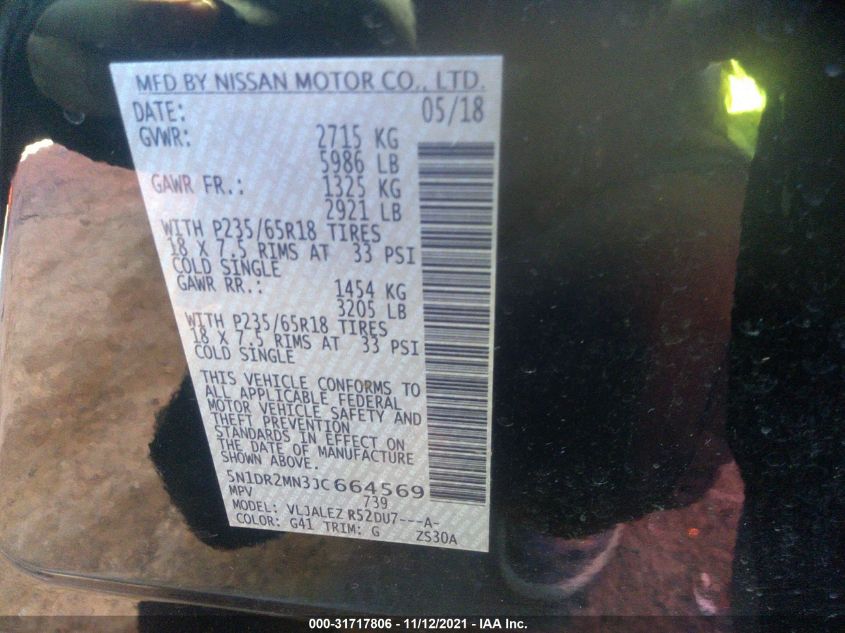 MFD BY NISSAN MOTOR CO., LTD.
DATE: 05/18
GVWR: 2715 KG
5986 LB
GAWR FR.: 1325 KG
2921 LB
WITH P235/65R18 TIRES
18 X 7.5 RIMS AT 33 PSI
COLD SINGLE
GAWR RR.: 1454 KG
3205 LB
WITH P235/65R18 TIRES
18 X 7.5 RIMS AT 33 PSI
COLD SINGLE
THIS VEHICLE CONFORMS TO
ALL APPLICABLE FEDERAL
MOTOR VEHICLE SAFETY AND
THEFT PREVENTION
STANDARDS IN EFFECT ON
THE DATE OF MANUFACTURE
SHOWN ABOVE.
5N1DR2MN3JC664569
MPV 739
MODEL: VLJALEZ R52DU7---A-
COLOR: G41 TRIM: G ZS30A
000-31717806 - 11/12/2021 - IAA Inc.